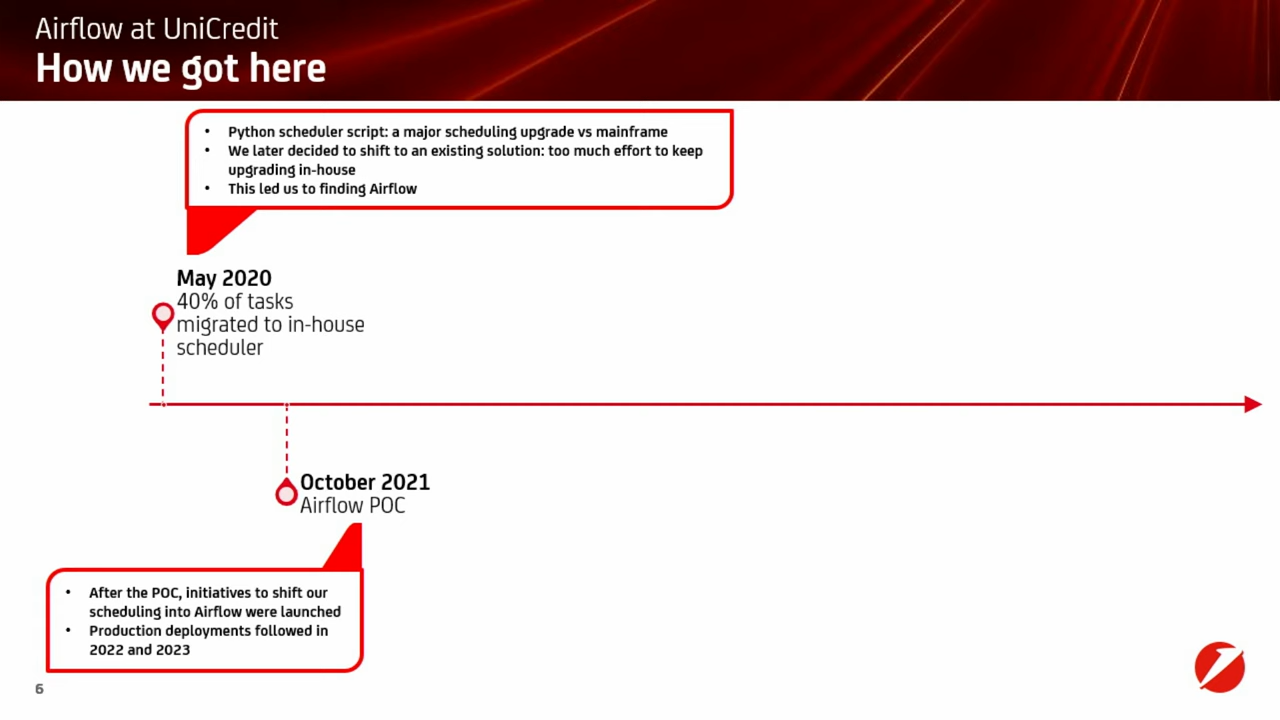 Airflow at UniCredit
How we got here
• Python scheduler script: a major scheduling upgrade vs mainframe
• We later decided to shift to an existing solution: too much effort to keep
upgrading in-house
• This led us to finding Airflow
May 2020
40% of tasks
migrated to in-house
scheduler
October 2021
Airflow POC
• After the POC, initiatives to shift our
scheduling into Airflow were launched
• Production deployments followed in
2022 and 2023
6